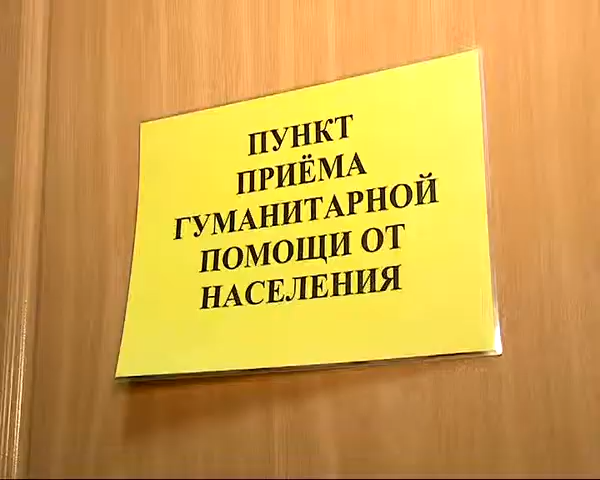 ПУНКТ
ПРИЁМА
ГУМАНИТАРНОЙ
ПОМОЩИ ОТ
НАСЕЛЕНИЯ